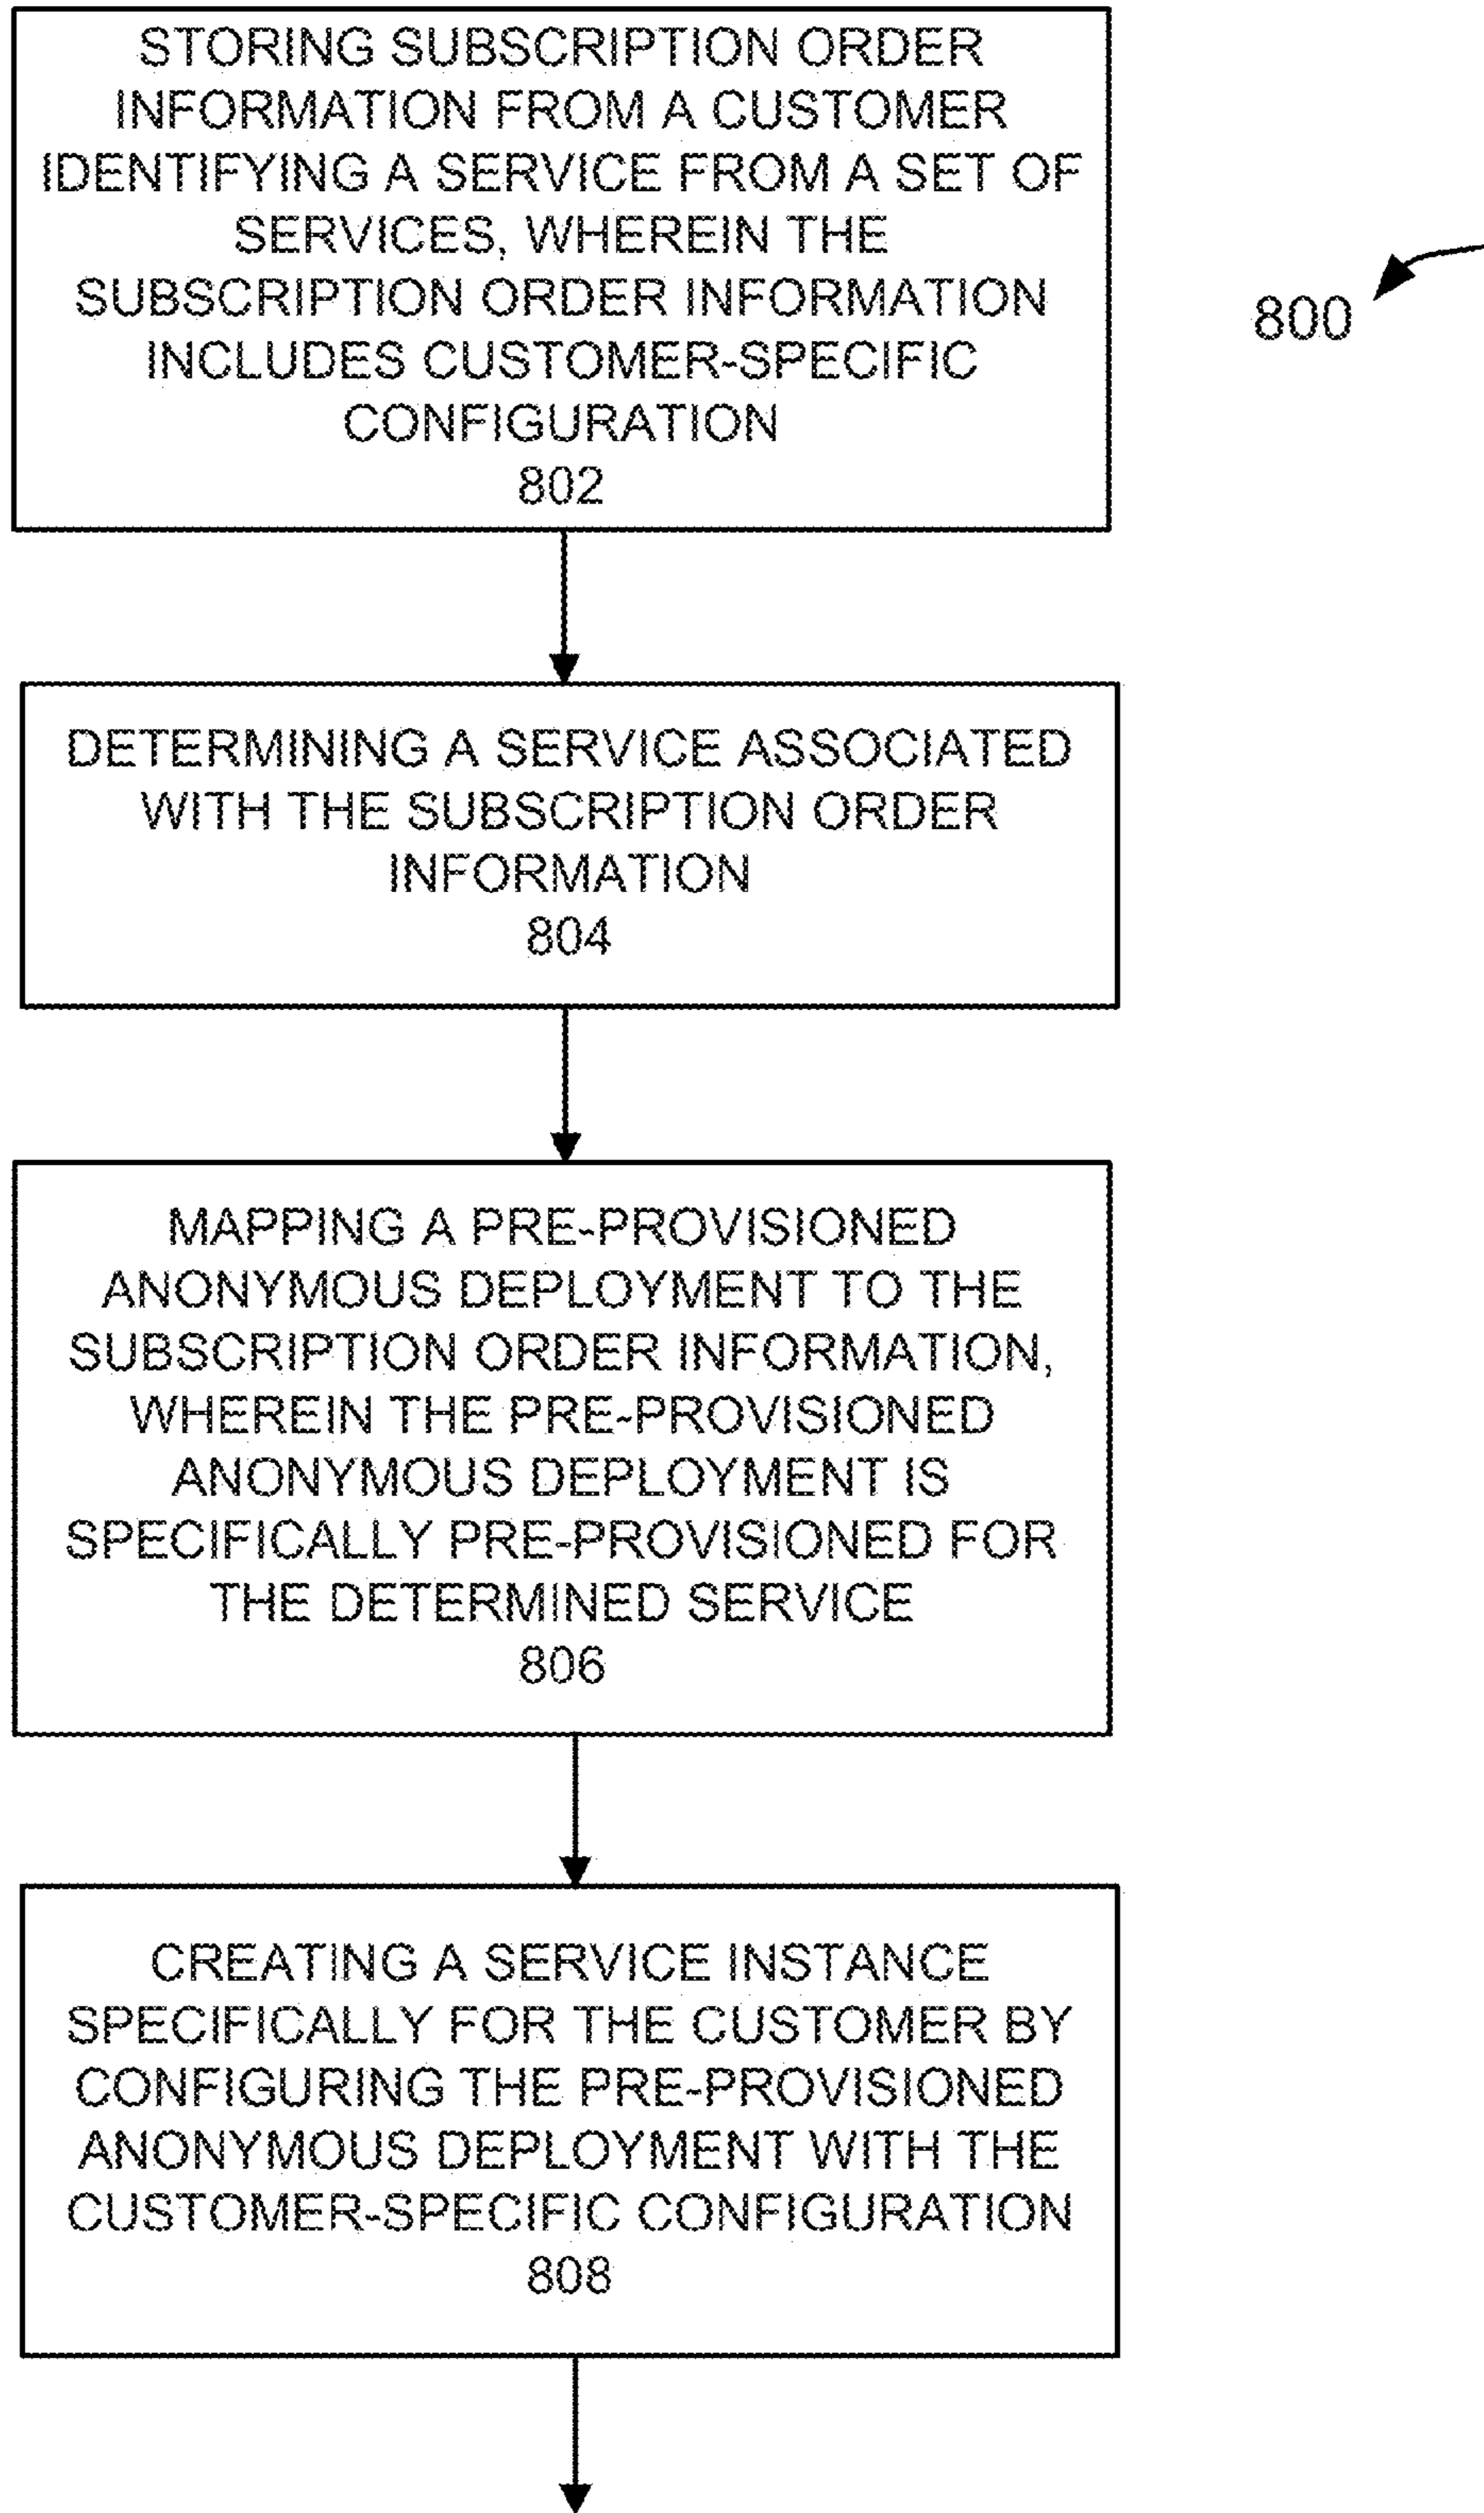 STORING SUBSCRIPTION ORDER
INFORMATION FROM A CUSTOMER
IDENTIFYING A SERVICE FROM A SET OF
SERVICES, WHEREIN THE
SUBSCRIPTION ORDER INFORMATION
INCLUDES CUSTOMER-SPECIFIC
CONFIGURATION
802
800
DETERMINING A SERVICE ASSOCIATED
WITH THE SUBSCRIPTION ORDER
INFORMATION
804
MAPPING A PRE-PROVISIONED
ANONYMOUS DEPLOYMENT TO THE
SUBSCRIPTION ORDER INFORMATION,
WHEREIN THE PRE-PROVISIONED
ANONYMOUS DEPLOYMENT IS
SPECIFICALLY PRE-PROVISIONED FOR
THE DETERMINED SERVICE
806
CREATING A SERVICE INSTANCE
SPECIFICALLY FOR THE CUSTOMER BY
CONFIGURING THE PRE-PROVISIONED
ANONYMOUS DEPLOYMENT WITH THE
CUSTOMER-SPECIFIC CONFIGURATION
808